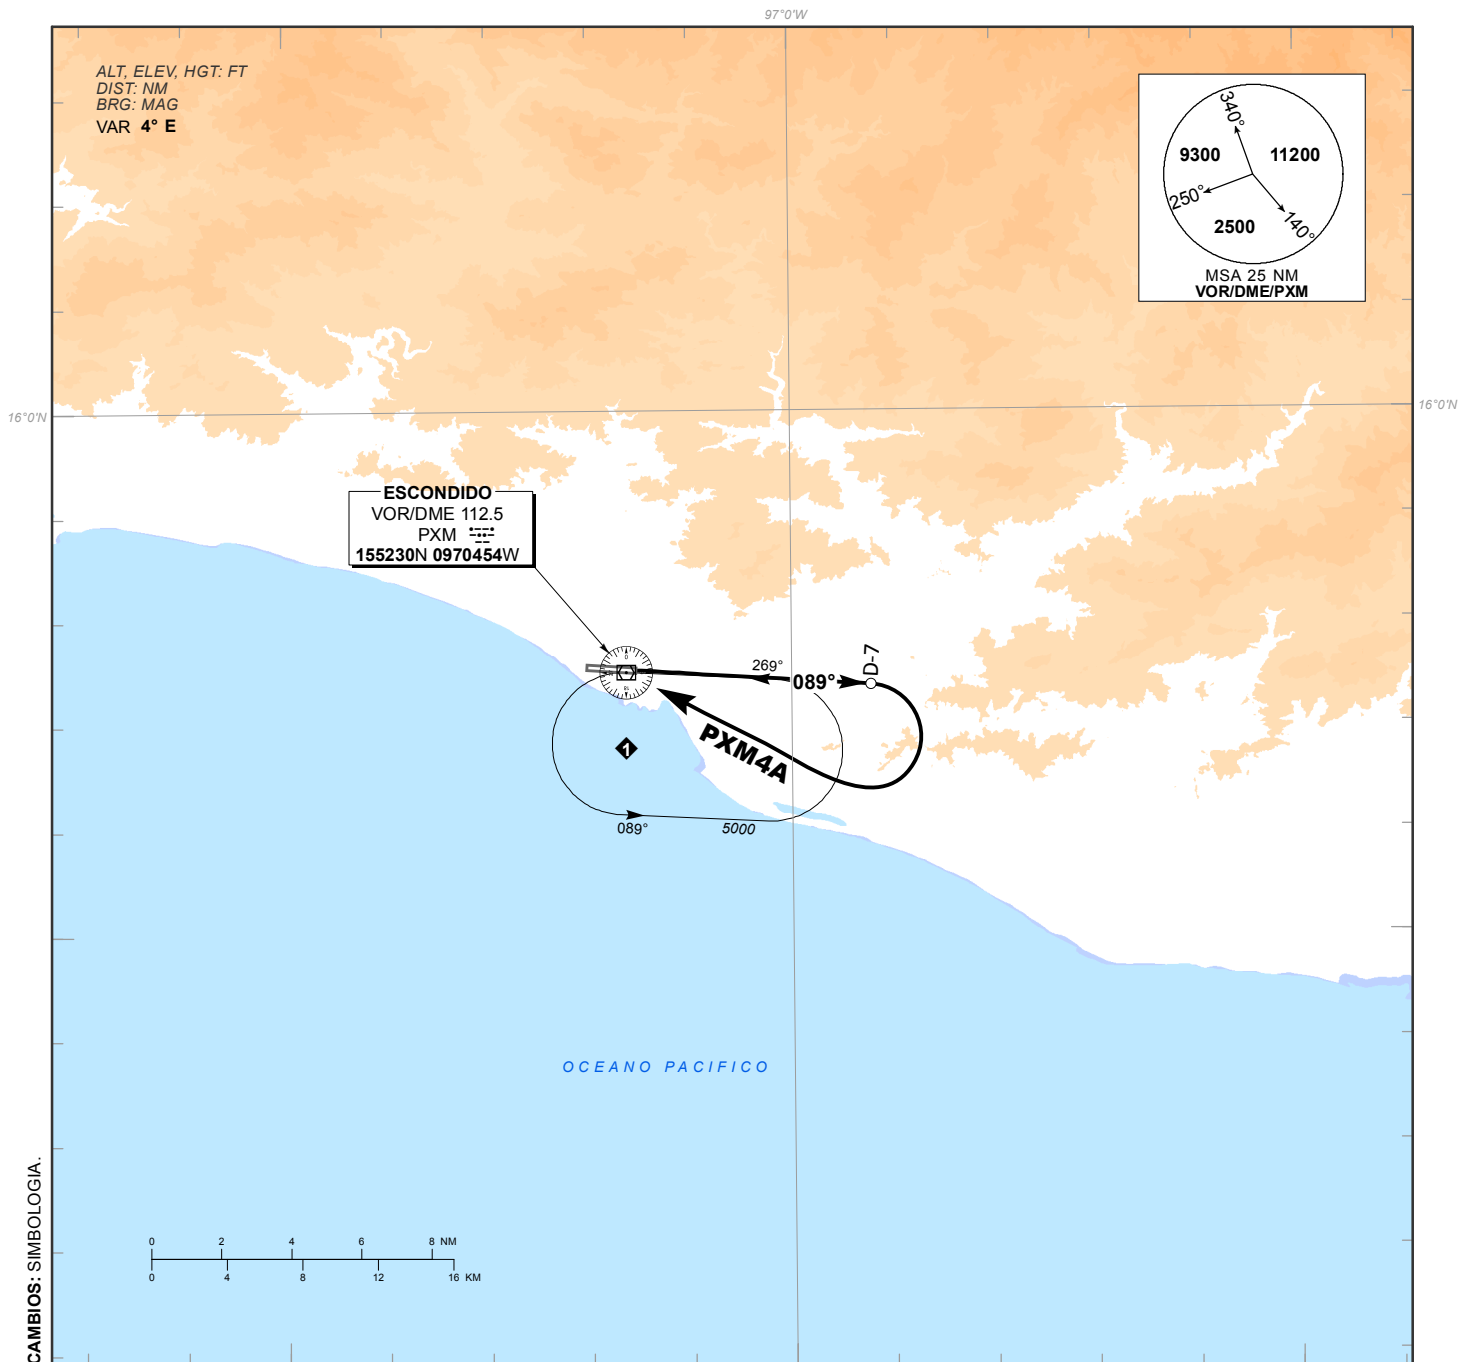 97°0'W
ALT, ELEV, HGT: FT
DIST: NM
BRG: MAG
VAR 4° E
340°
9300
11200
250°
2500
140°
MSA 25 NM
VOR/DME/PXM
16°0'N
16°0'N
ESCONDIDO
VOR/DME 112.5
PXM
155230N 0970454W
D-7
269°
089°
PXM4A
1
089°
5000
OCEANO PACIFICO
0 2 4 6 8 NM
0 4 8 12 16 KM
CAMBIOS: SIMBOLOGIA.